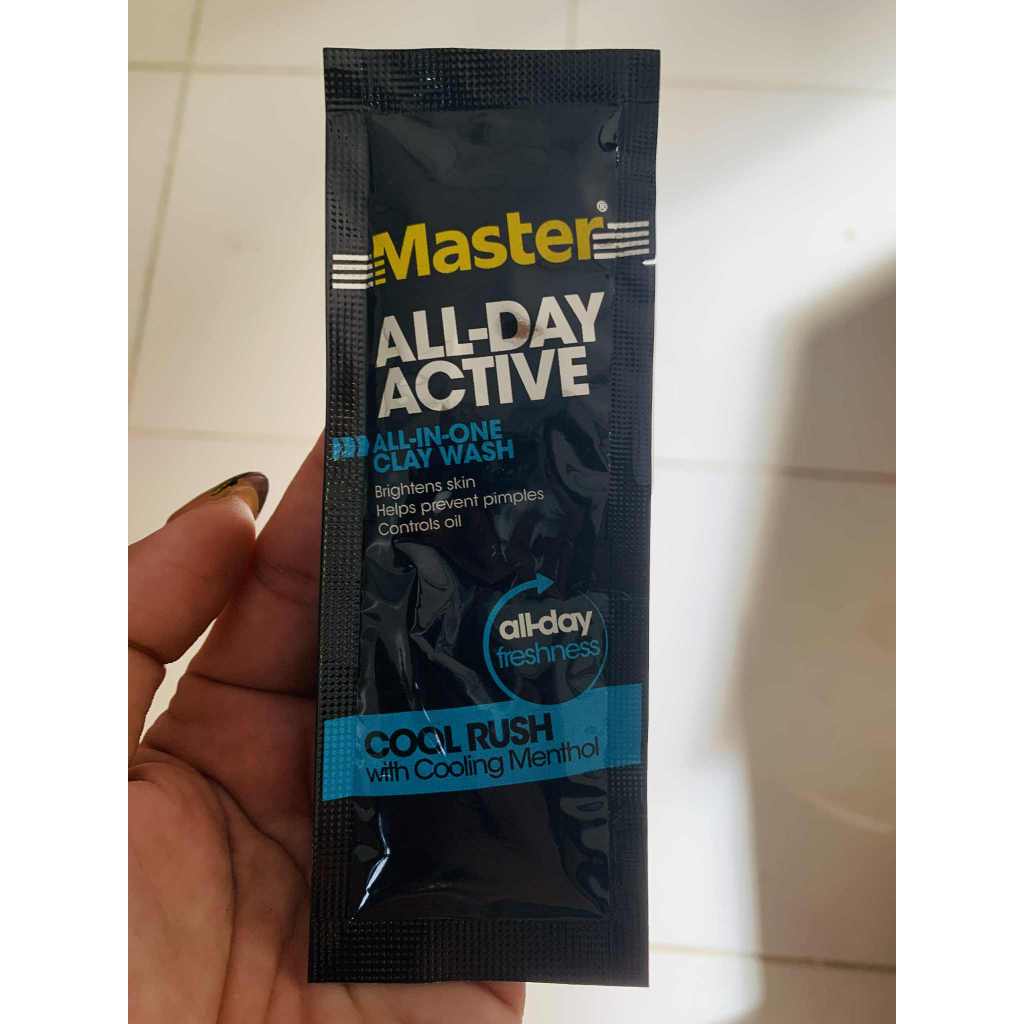 Master®
ALL-DAY
ACTIVE
ALL-IN-ONE
CLAY WASH
Brightens skin
Helps prevent pimples
Controls oil
all-day
freshness
COOL RUSH
with Cooling Menthol